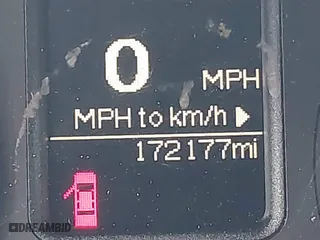 0 MPH
MPH to km/h ▶
172177mi
DREAMBID